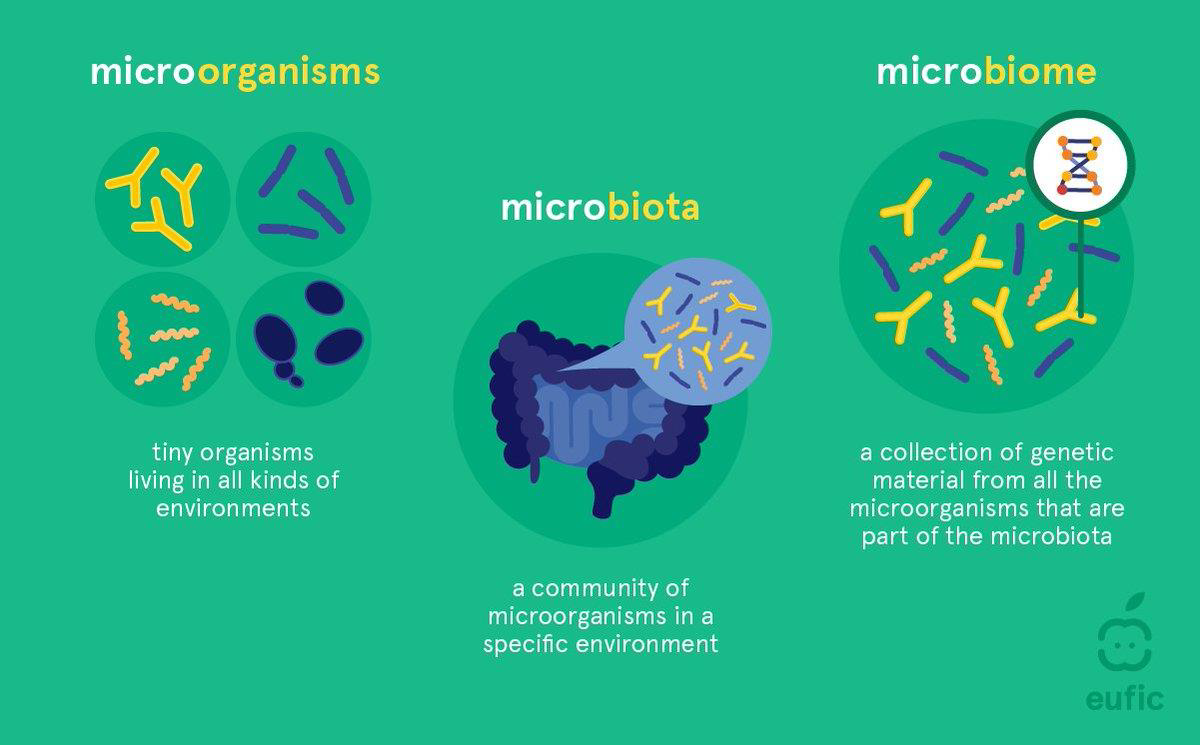 microorganisms
tiny organisms
living in all kinds of
environments
microbiota
a community of
microorganisms in a
specific environment
microbiome
a collection of genetic
material from all the
microorganisms that are
part of the microbiota
eufic